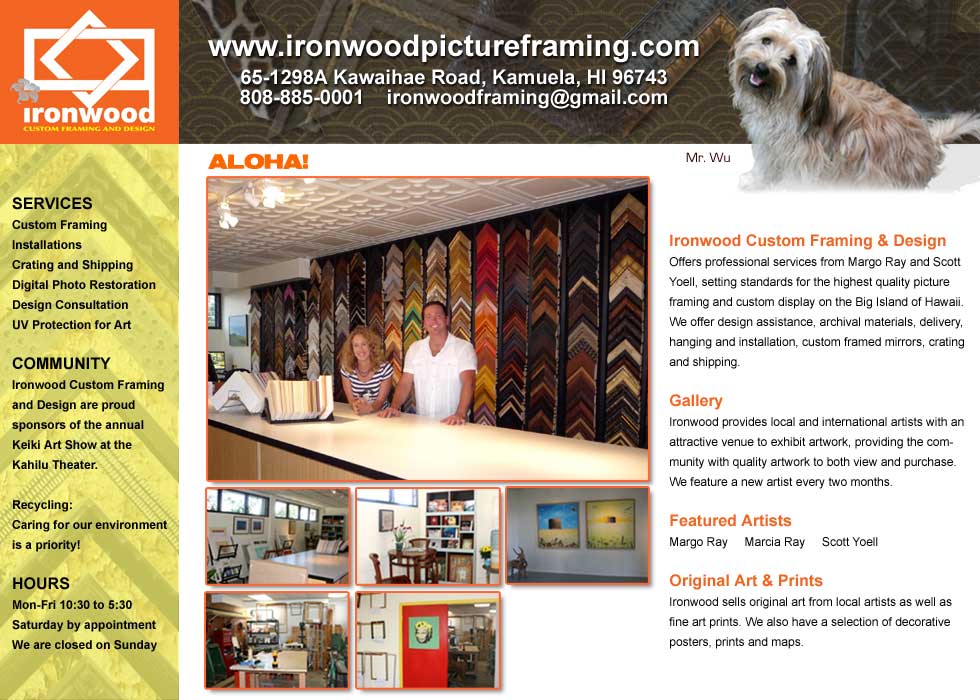 www.ironwoodpictureframing.com
65-1298A Kawaihae Road, Kamuela, HI 96743
808-885-0001 ironwoodframing@gmail.com
ironwood
CUSTOM FRAMING AND DESIGN
ALOHA!
Mr. Wu
SERVICES
Custom Framing
Installations
Crating and Shipping
Digital Photo Restoration
Design Consultation
UV Protection for Art
COMMUNITY
Ironwood Custom Framing
and Design are proud
sponsors of the annual
Keiki Art Show at the
Kahilu Theater.
Recycling:
Caring for our environment
is a priority!
HOURS
Mon-Fri 10:30 to 5:30
Saturday by appointment
We are closed on Sunday
Ironwood Custom Framing & Design
Offers professional services from Margo Ray and Scott
Yoell, setting standards for the highest quality picture
framing and custom display on the Big Island of Hawaii.
We offer design assistance, archival materials, delivery,
hanging and installation, custom framed mirrors, crating
and shipping.
Gallery
Ironwood provides local and international artists with an
attractive venue to exhibit artwork, providing the com-
munity with quality artwork to both view and purchase.
We feature a new artist every two months.
Featured Artists
Margo Ray Marcia Ray Scott Yoell
Original Art & Prints
Ironwood sells original art from local artists as well as
fine art prints. We also have a selection of decorative
posters, prints and maps.